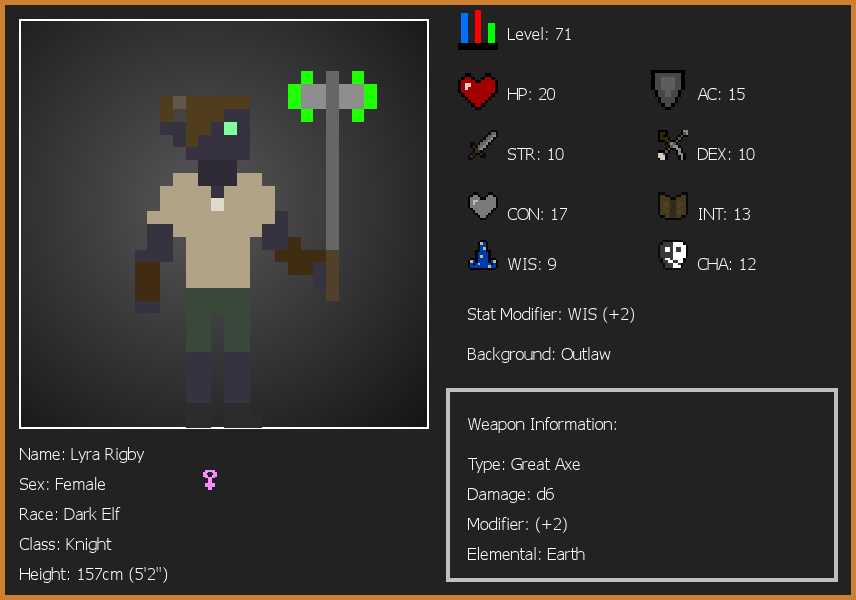 Level: 71
HP: 20
AC: 15
STR: 10
DEX: 10
CON: 17
INT: 13
WIS: 9
CHA: 12
Stat Modifier: WIS (+2)
Background: Outlaw
Weapon Information:
Type: Great Axe
Damage: d6
Modifier: (+2)
Elemental: Earth
Name: Lyra Rigby
Sex: Female
Race: Dark Elf
Class: Knight
Height: 157cm (5'2")